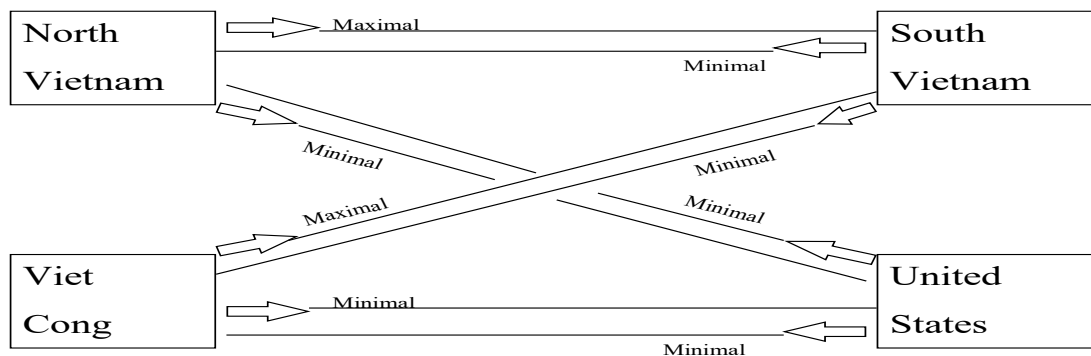 North
Vietnam
Maximal
Minimal
South
Vietnam
Minimal
Minimal
Maximal
Minimal
Viet
Cong
Minimal
Minimal
United
States